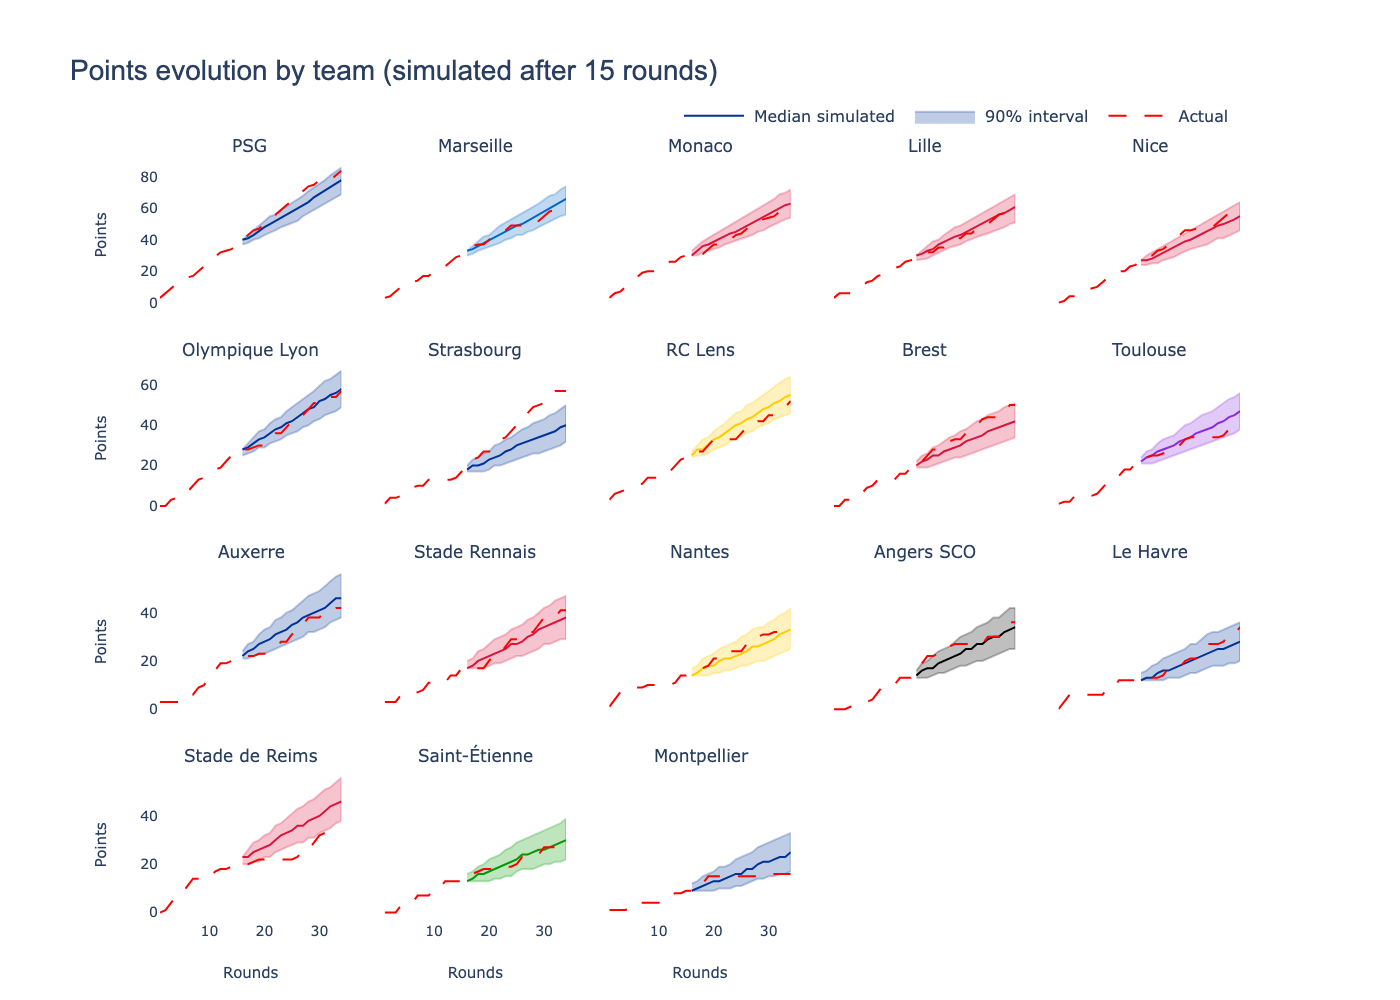 Points evolution by team (simulated after 15 rounds)
Median simulated 90% interval Actual
PSG Marseille Monaco Lille Nice
80
60
40
20
0
Points
Olympique Lyon Strasbourg RC Lens Brest Toulouse
60
40
20
0
Points
Auxerre Stade Rennais Nantes Angers SCO Le Havre
40
20
0
Points
Stade de Reims Saint-Étienne Montpellier
40
20
0
Points
10 20 30 10 20 30 10 20 30
Rounds Rounds Rounds